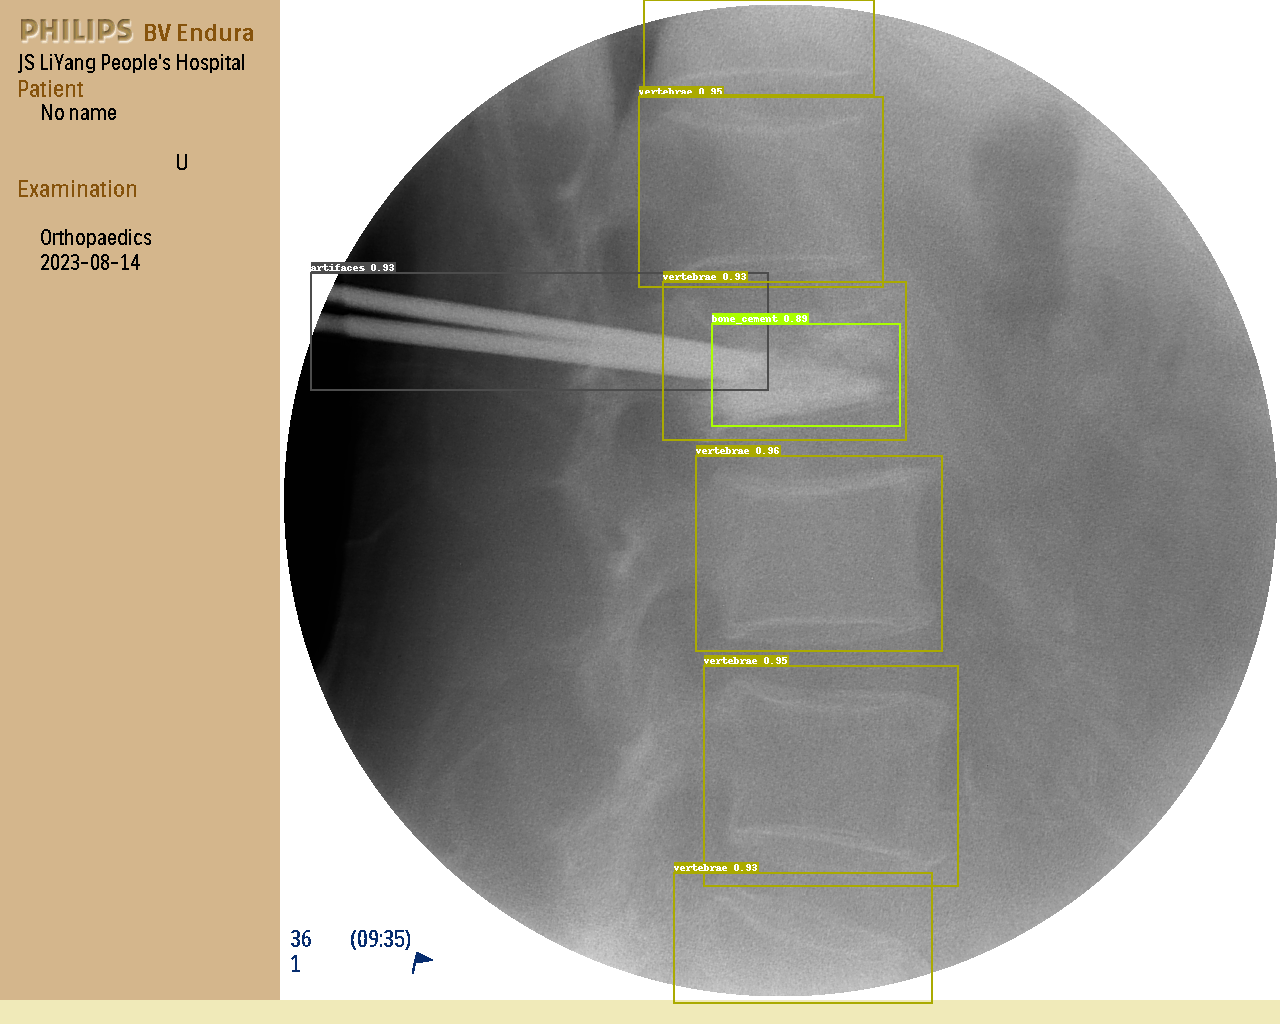 PHILIPS BV Endura
JS LiYang People's Hospital
Patient
No name
U
Examination
Orthopaedics
2023-08-14
vertebrae 0.95
artifaces 0.93
vertebrae 0.93
bone_cement 0.89
vertebrae 0.96
vertebrae 0.95
vertebrae 0.93
36 (09:35)
1